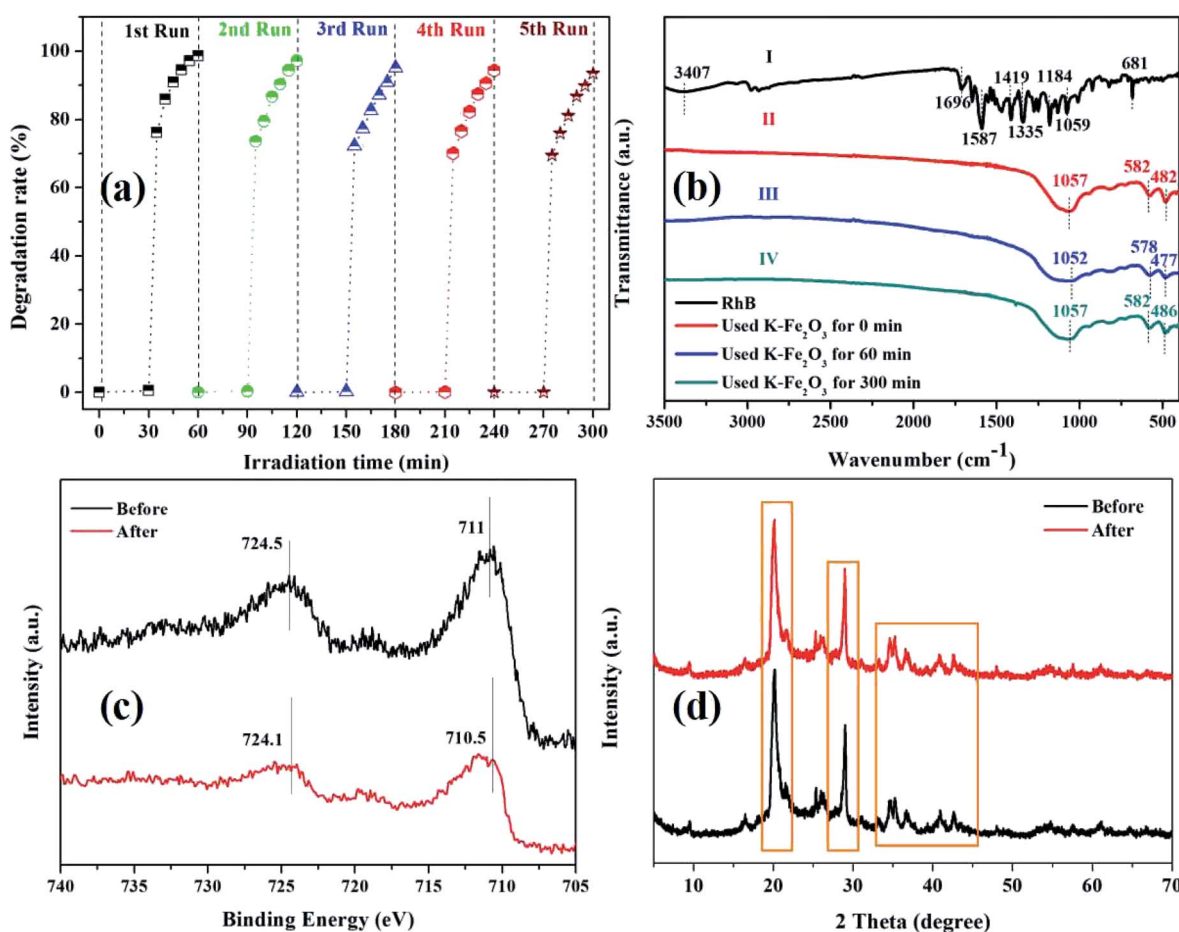 1st Run 2nd Run 3rd Run 4th Run 5th Run
100
80
60
40
20
0
Degradation rate (%)
(a)
0 30 60 90 120 150 180 210 240 270 300
Irradiation time (min)
I
3407
1419 1184 681
1696
1587
1335
1059
II
1057 582 482
(b)
III
1052 578 477
IV
1057 582 486
RhB
Used K-Fe₂O₃ for 0 min
Used K-Fe₂O₃ for 60 min
Used K-Fe₂O₃ for 300 min
Transmittance (a.u.)
3500 3000 2500 2000 1500 1000 500
Wavenumber (cm⁻¹)
Before
After
724.5
711
(c)
724.1
710.5
Intensity (a.u.)
740 735 730 725 720 715 710 705
Binding Energy (eV)
Before
After
(d)
Intensity (a.u.)
10 20 30 40 50 60 70
2 Theta (degree)